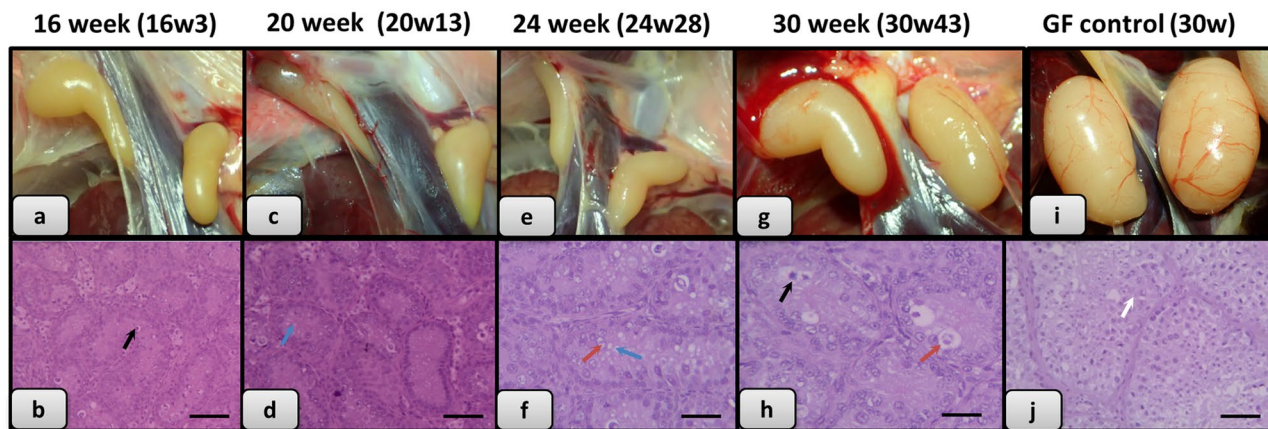 16 week (16w3) 20 week (20w13) 24 week (24w28) 30 week (30w43) GF control (30w)
a c e g i
b d f h j